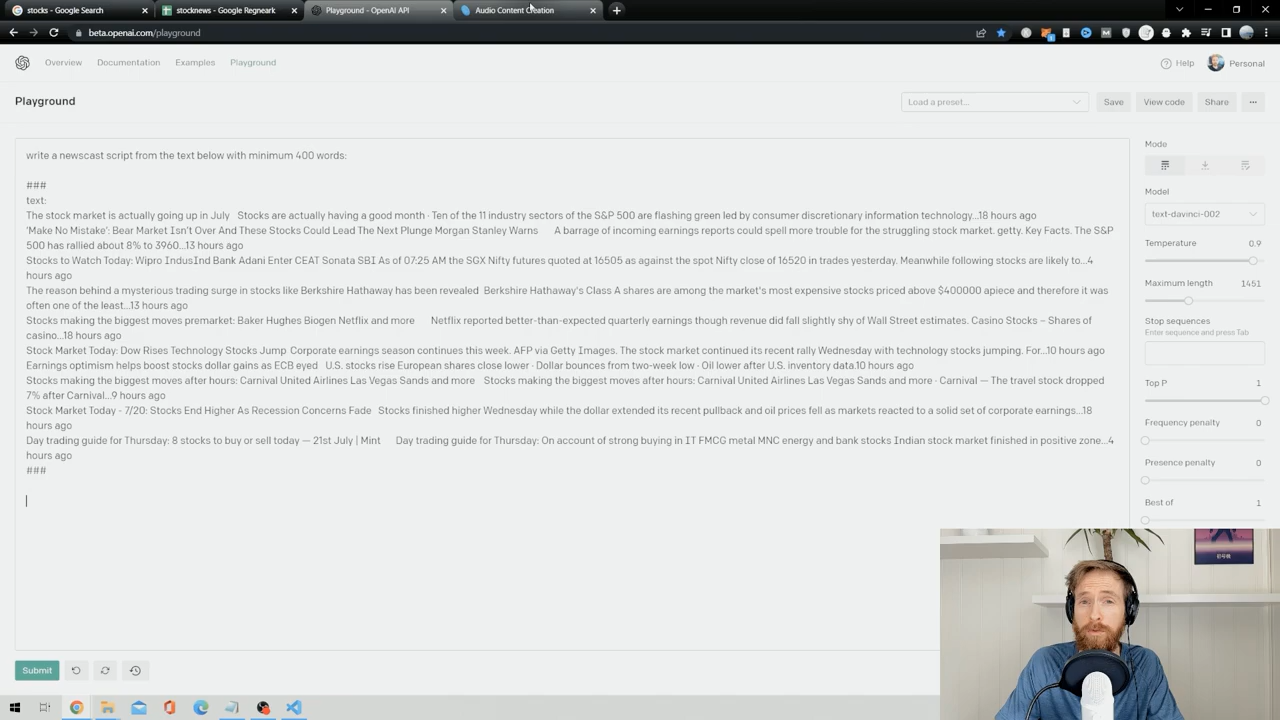 stocks - Google Search
stocknews - Google Regneark
Playground - OpenAI API
Audio Content Creation
beta.openai.com/playground
Overview
Documentation
Examples
Playground
Help
Personal
Playground
Load a preset...
Save
View code
Share
write a newscast script from the text below with minimum 400 words:
###
text:
The stock market is actually going up in July Stocks are actually having a good month · Ten of the 11 industry sectors of the S&P 500 are flashing green led by consumer discretionary information technology...18 hours ago
'Make No Mistake': Bear Market Isn't Over And These Stocks Could Lead The Next Plunge Morgan Stanley Warns A barrage of incoming earnings reports could spell more trouble for the struggling stock market. getty. Key Facts. The S&P
500 has rallied about 8% to 3960...13 hours ago
Stocks to Watch Today: Wipro IndusInd Bank Adani Enter CEAT Sonata SBI As of 07:25 AM the SGX Nifty futures quoted at 16505 as against the spot Nifty close of 16520 in trades yesterday. Meanwhile following stocks are likely to...4
hours ago
The reason behind a mysterious trading surge in stocks like Berkshire Hathaway has been revealed Berkshire Hathaway's Class A shares are among the market's most expensive stocks priced above $400000 apiece and therefore it was
often one of the least...13 hours ago
Stocks making the biggest moves premarket: Baker Hughes Biogen Netflix and more Netflix reported better-than-expected quarterly earnings though revenue did fall slightly shy of Wall Street estimates. Casino Stocks – Shares of
casino...18 hours ago
Stock Market Today: Dow Rises Technology Stocks Jump Corporate earnings season continues this week. AFP via Getty Images. The stock market continued its recent rally Wednesday with technology stocks jumping. For...10 hours ago
Earnings optimism helps boost stocks dollar gains as ECB eyed U.S. stocks rise European shares close lower · Dollar bounces from two-week low · Oil lower after U.S. inventory data.10 hours ago
Stocks making the biggest moves after hours: Carnival United Airlines Las Vegas Sands and more Stocks making the biggest moves after hours: Carnival United Airlines Las Vegas Sands and more · Carnival — The travel stock dropped
7% after Carnival...9 hours ago
Stock Market Today - 7/20: Stocks End Higher As Recession Concerns Fade Stocks finished higher Wednesday while the dollar extended its recent pullback and oil prices fell as markets reacted to a solid set of corporate earnings...18
hours ago
Day trading guide for Thursday: 8 stocks to buy or sell today — 21st July | Mint Day trading guide for Thursday: On account of strong buying in IT FMCG metal MNC energy and bank stocks Indian stock market finished in positive zone...4
hours ago
###
Submit
Mode
Model
text-davinci-002
Temperature 0.9
Maximum length 1451
Stop sequences
Enter sequence and press Tab
Top P 1
Frequency penalty 0
Presence penalty 0
Best of 1